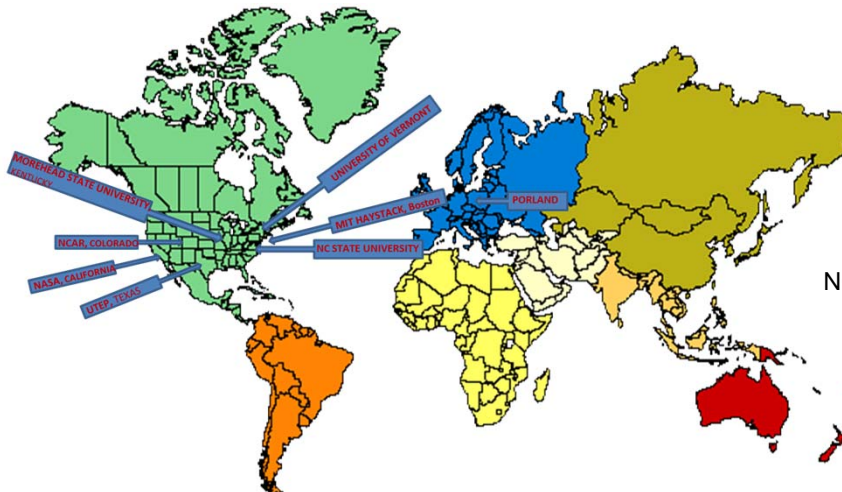 UNIVERSITY OF VERMONT
MOREHEAD STATE UNIVERSITY,
KENTUCKY
MIT HAYSTACK, Boston
PORLAND
NCAR, COLORADO
NC STATE UNIVERSITY
NASA, CALIFORNIA
UTEP, TEXAS
N